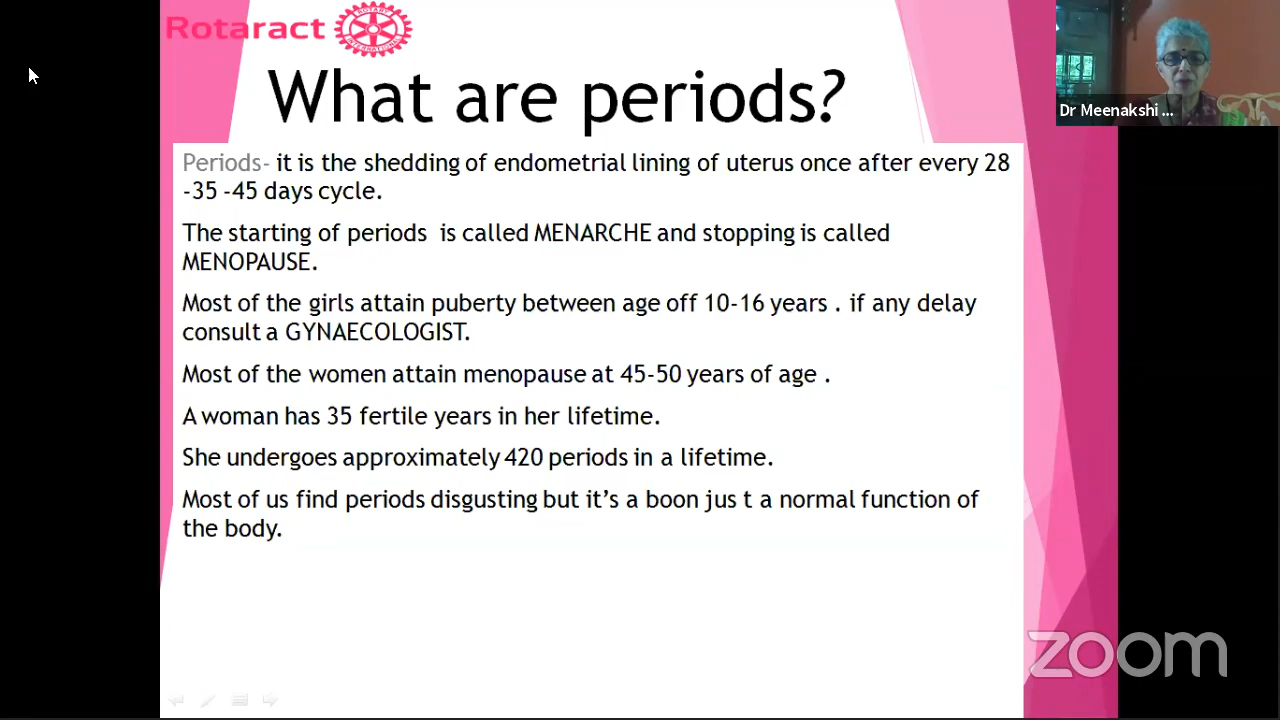 Rotaract
ROTARY
INTERNATIONAL
What are periods?
Dr Meenakshi ...
Periods- it is the shedding of endometrial lining of uterus once after every 28
-35 -45 days cycle.
The starting of periods  is called MENARCHE and stopping is called
MENOPAUSE.
Most of the girls attain puberty between age off 10-16 years . if any delay
consult a GYNAECOLOGIST.
Most of the women attain menopause at 45-50 years of age .
A woman has 35 fertile years in her lifetime.
She undergoes approximately 420 periods in a lifetime.
Most of us find periods disgusting but it’s a boon jus t a normal function of
the body.
zoom